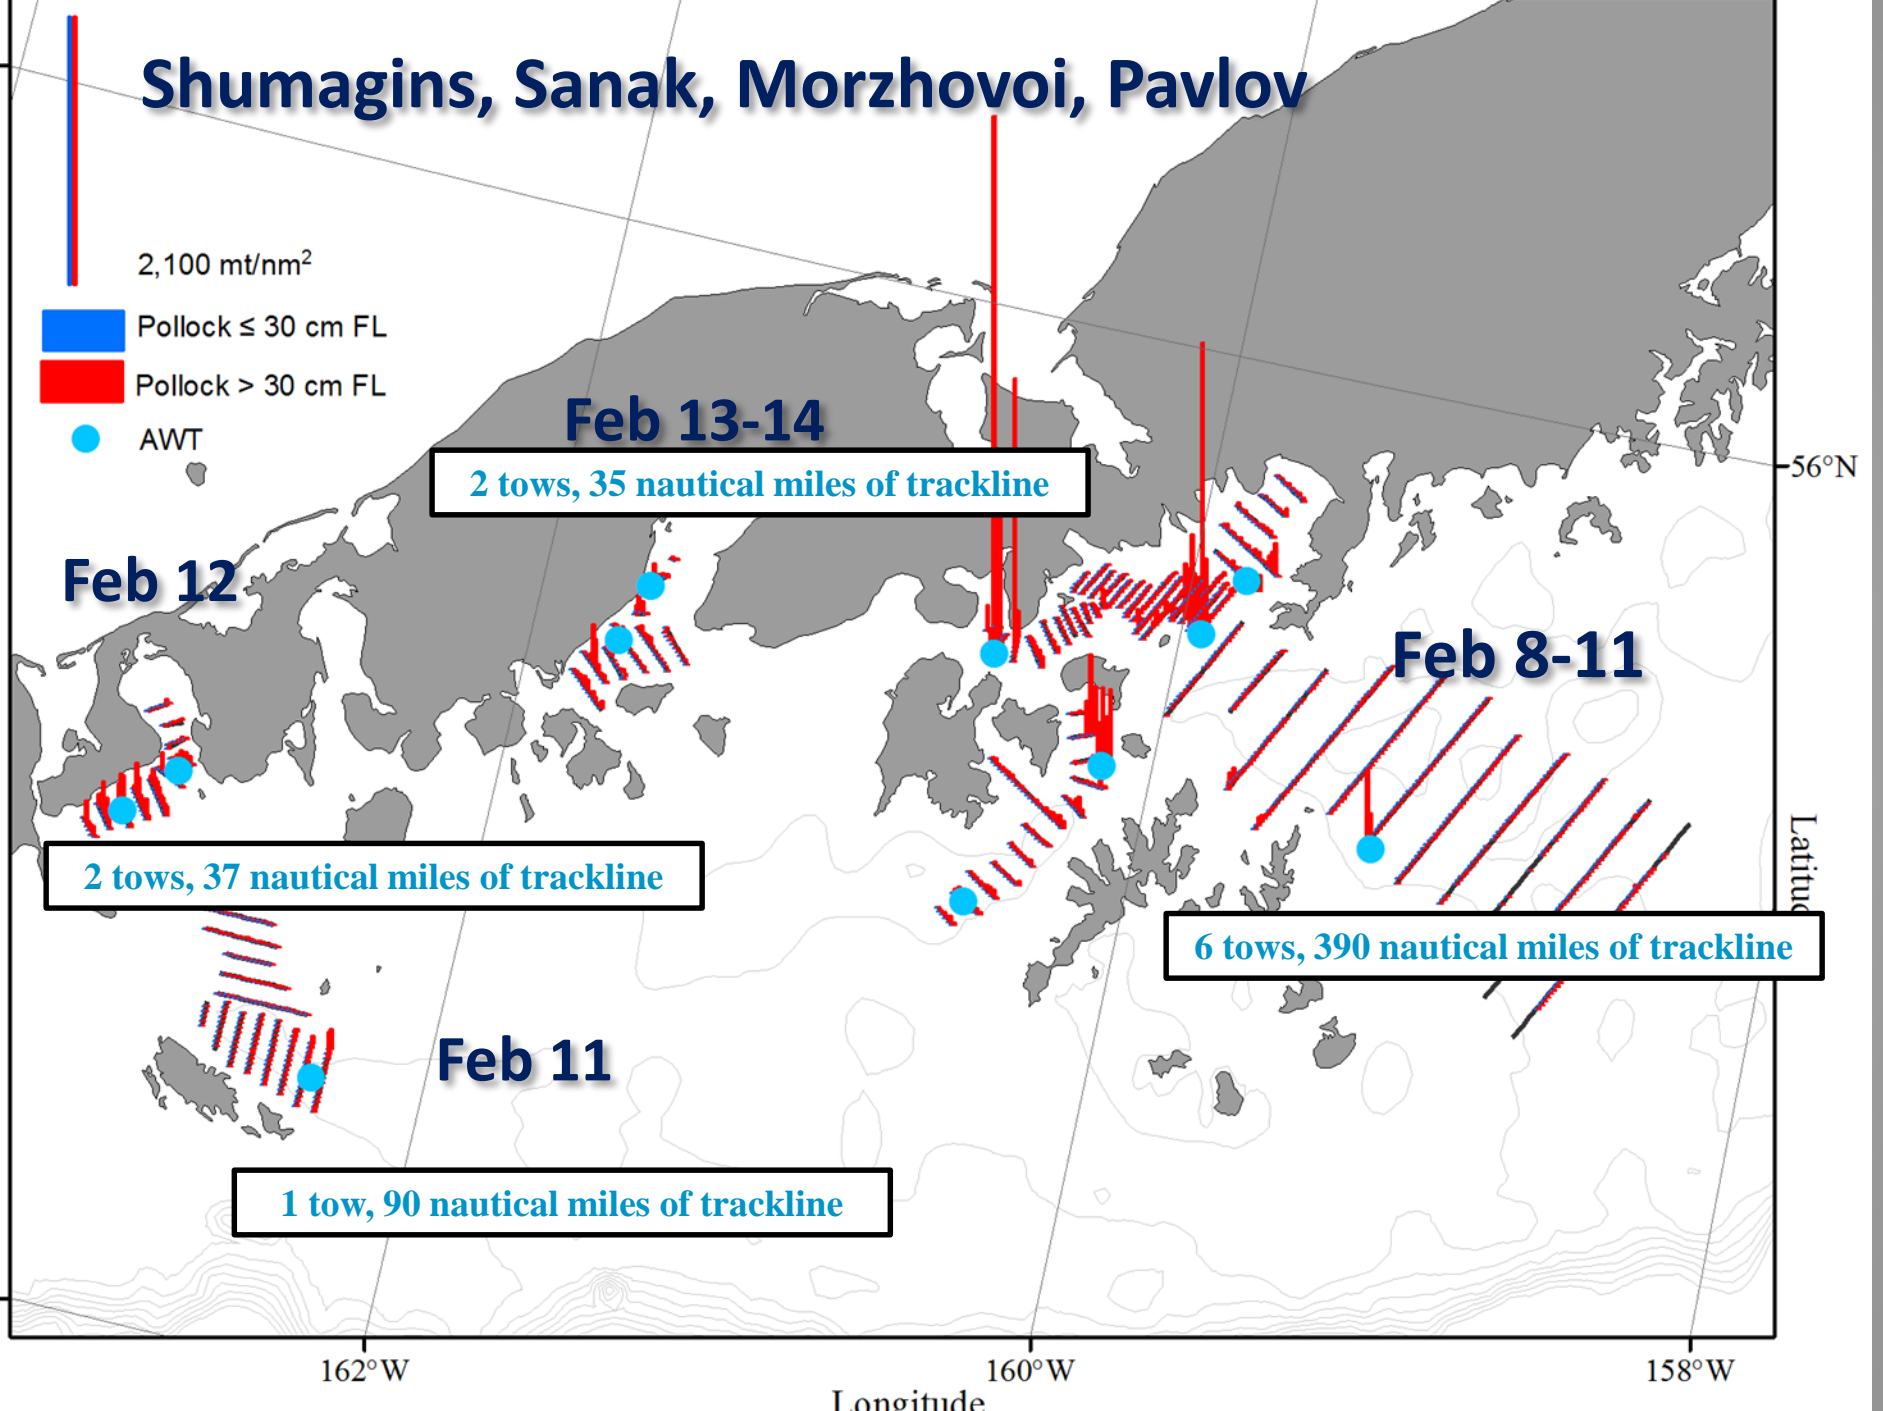 Shumagins, Sanak, Morzhovoi, Pavlov
2,100 mt/nm²
Pollock ≤ 30 cm FL
Pollock > 30 cm FL
AWT
Feb 13-14
2 tows, 35 nautical miles of trackline
56°N
Feb 12
Feb 8-11
2 tows, 37 nautical miles of trackline
6 tows, 390 nautical miles of trackline
Latitud
Feb 11
1 tow, 90 nautical miles of trackline
162°W
160°W
158°W
Longitude